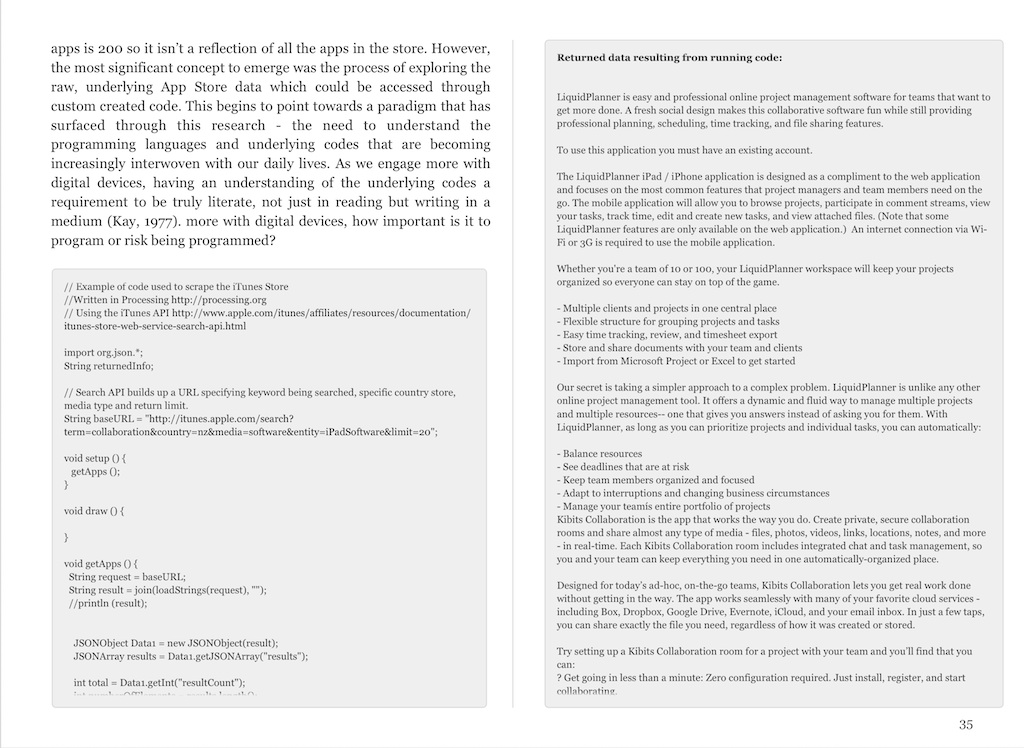 apps is 200 so it isn't a reflection of all the apps in the store. However,
the most significant concept to emerge was the process of exploring the
raw, underlying App Store data which could be accessed through
custom created code. This begins to point towards a paradigm that has
surfaced through this research - the need to understand the
programming languages and underlying codes that are becoming
increasingly interwoven with our daily lives. As we engage more with
digital devices, having an understanding of the underlying codes a
requirement to be truly literate, not just in reading but writing in a
medium (Kay, 1977). more with digital devices, how important is it to
program or risk being programmed?
// Example of code used to scrape the iTunes Store
//Written in Processing http://processing.org
// Using the iTunes API http://www.apple.com/itunes/affiliates/resources/documentation/
itunes-store-web-service-search-api.html
import org.json.*;
String returnedInfo;
// Search API builds up a URL specifying keyword being searched, specific country store,
media type and return limit.
String baseURL = "http://itunes.apple.com/search?
term=collaboration&country=nz&media=software&entity=iPadSoftware&limit=20";
void setup () {
getApps ();
}
void draw () {
}
void getApps () {
String request = baseURL;
String result = join(loadStrings(request), "");
//println (result);
JSONObject Data1 = new JSONObject(result);
JSONArray results = Data1.getJSONArray("results");
int total = Data1.getInt("resultCount");
int numberOfElements = results.length();
Returned data resulting from running code:
LiquidPlanner is easy and professional online project management software for teams that want to
get more done. A fresh social design makes this collaborative software fun while still providing
professional planning, scheduling, time tracking, and file sharing features.
To use this application you must have an existing account.
The LiquidPlanner iPad / iPhone application is designed as a compliment to the web application
and focuses on the most common features that project managers and team members need on the
go. The mobile application will allow you to browse projects, participate in comment streams, view
your tasks, track time, edit and create new tasks, and view attached files. (Note that some
LiquidPlanner features are only available on the web application.) An internet connection via Wi-
Fi or 3G is required to use the mobile application.
Whether you're a team of 10 or 100, your LiquidPlanner workspace will keep your projects
organized so everyone can stay on top of the game.
- Multiple clients and projects in one central place
- Flexible structure for grouping projects and tasks
- Easy time tracking, review, and timesheet export
- Store and share documents with your team and clients
- Import from Microsoft Project or Excel to get started
Our secret is taking a simpler approach to a complex problem. LiquidPlanner is unlike any other
online project management tool. It offers a dynamic and fluid way to manage multiple projects
and multiple resources-- one that gives you answers instead of asking you for them. With
LiquidPlanner, as long as you can prioritize projects and individual tasks, you can automatically:
- Balance resources
- See deadlines that are at risk
- Keep team members organized and focused
- Adapt to interruptions and changing business circumstances
- Manage your teamís entire portfolio of projects
Kibits Collaboration is the app that works the way you do. Create private, secure collaboration
rooms and share almost any type of media - files, photos, videos, links, locations, notes, and more
- in real-time. Each Kibits Collaboration room includes integrated chat and task management, so
you and your team can keep everything you need in one automatically-organized place.
Designed for today's ad-hoc, on-the-go teams, Kibits Collaboration lets you get real work done
without getting in the way. The app works seamlessly with many of your favorite cloud services -
including Box, Dropbox, Google Drive, Evernote, iCloud, and your email inbox. In just a few taps,
you can share exactly the file you need, regardless of how it was created or stored.
Try setting up a Kibits Collaboration room for a project with your team and you'll find that you
can:
? Get going in less than a minute: Zero configuration required. Just install, register, and start
collaborating.
35